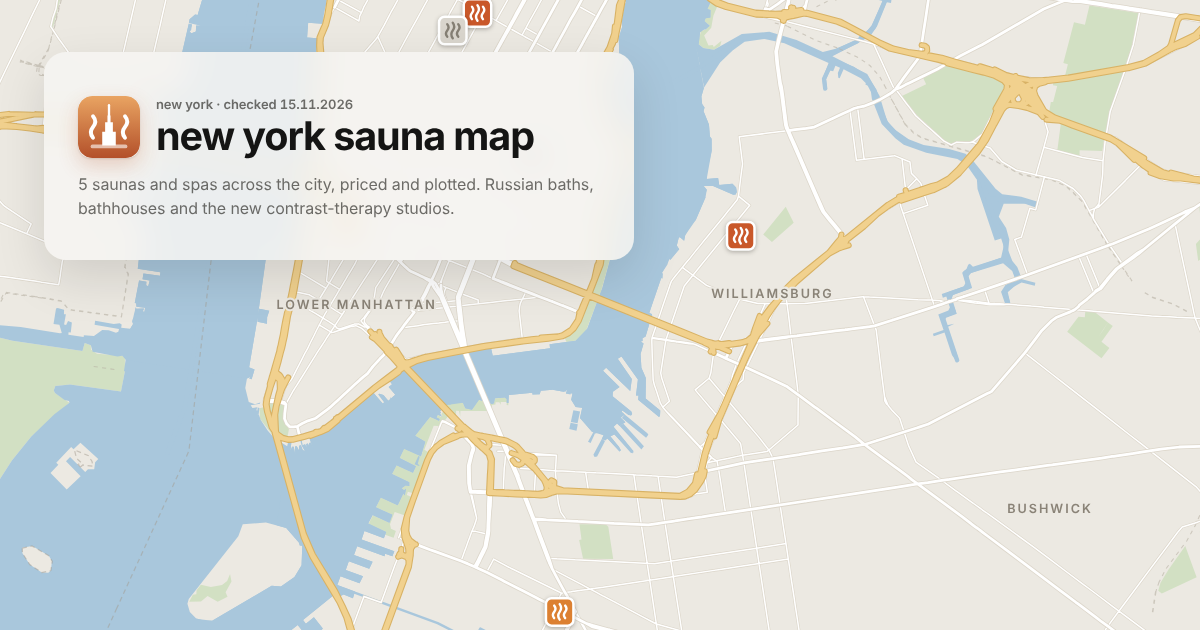 new york · checked 15.11.2026
new york sauna map
5 saunas and spas across the city, priced and plotted. Russian baths,
bathhouses and the new contrast-therapy studios.
LOWER MANHATTAN
WILLIAMSBURG
BUSHWICK